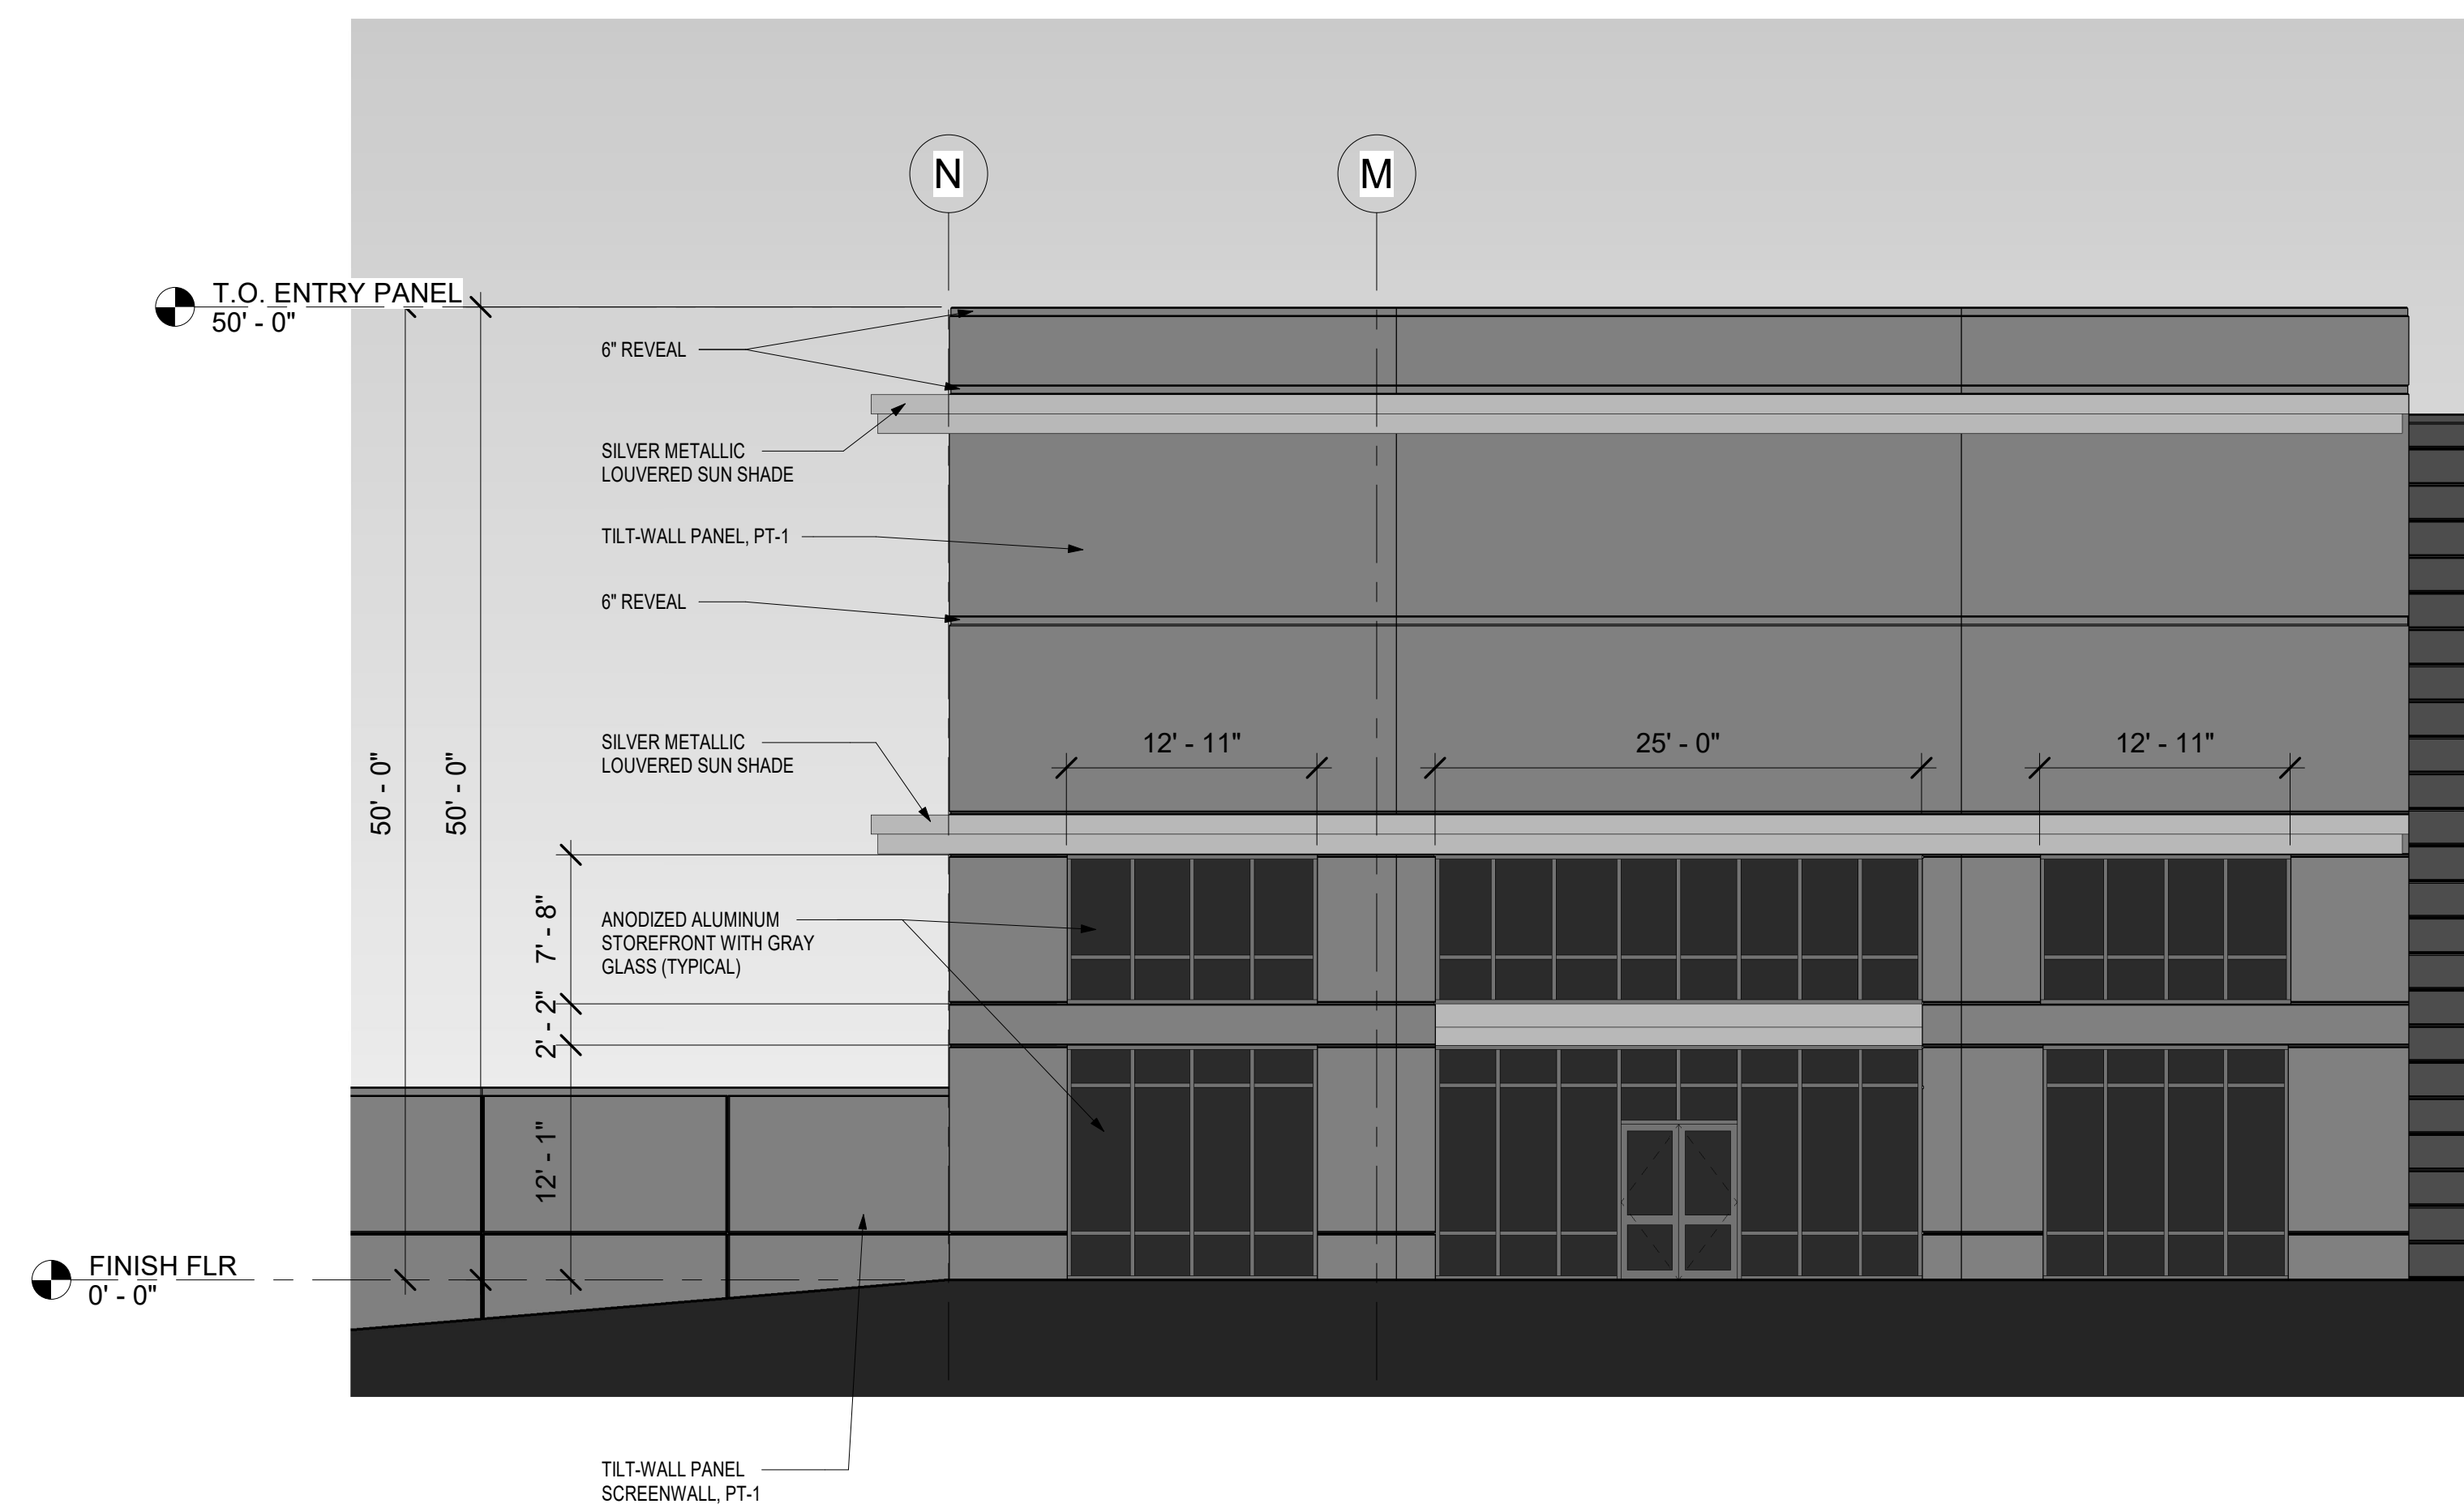 N
M
T.O. ENTRY PANEL
50' - 0"
6" REVEAL
SILVER METALLIC
LOUVERED SUN SHADE
TILT-WALL PANEL, PT-1
6" REVEAL
SILVER METALLIC
LOUVERED SUN SHADE
12' - 11"
25' - 0"
12' - 11"
50' - 0"
50' - 0"
7' - 8"
ANODIZED ALUMINUM
STOREFRONT WITH GRAY
GLASS (TYPICAL)
2' - 2"
12' - 1"
FINISH FLR
0' - 0"
TILT-WALL PANEL
SCREENWALL, PT-1